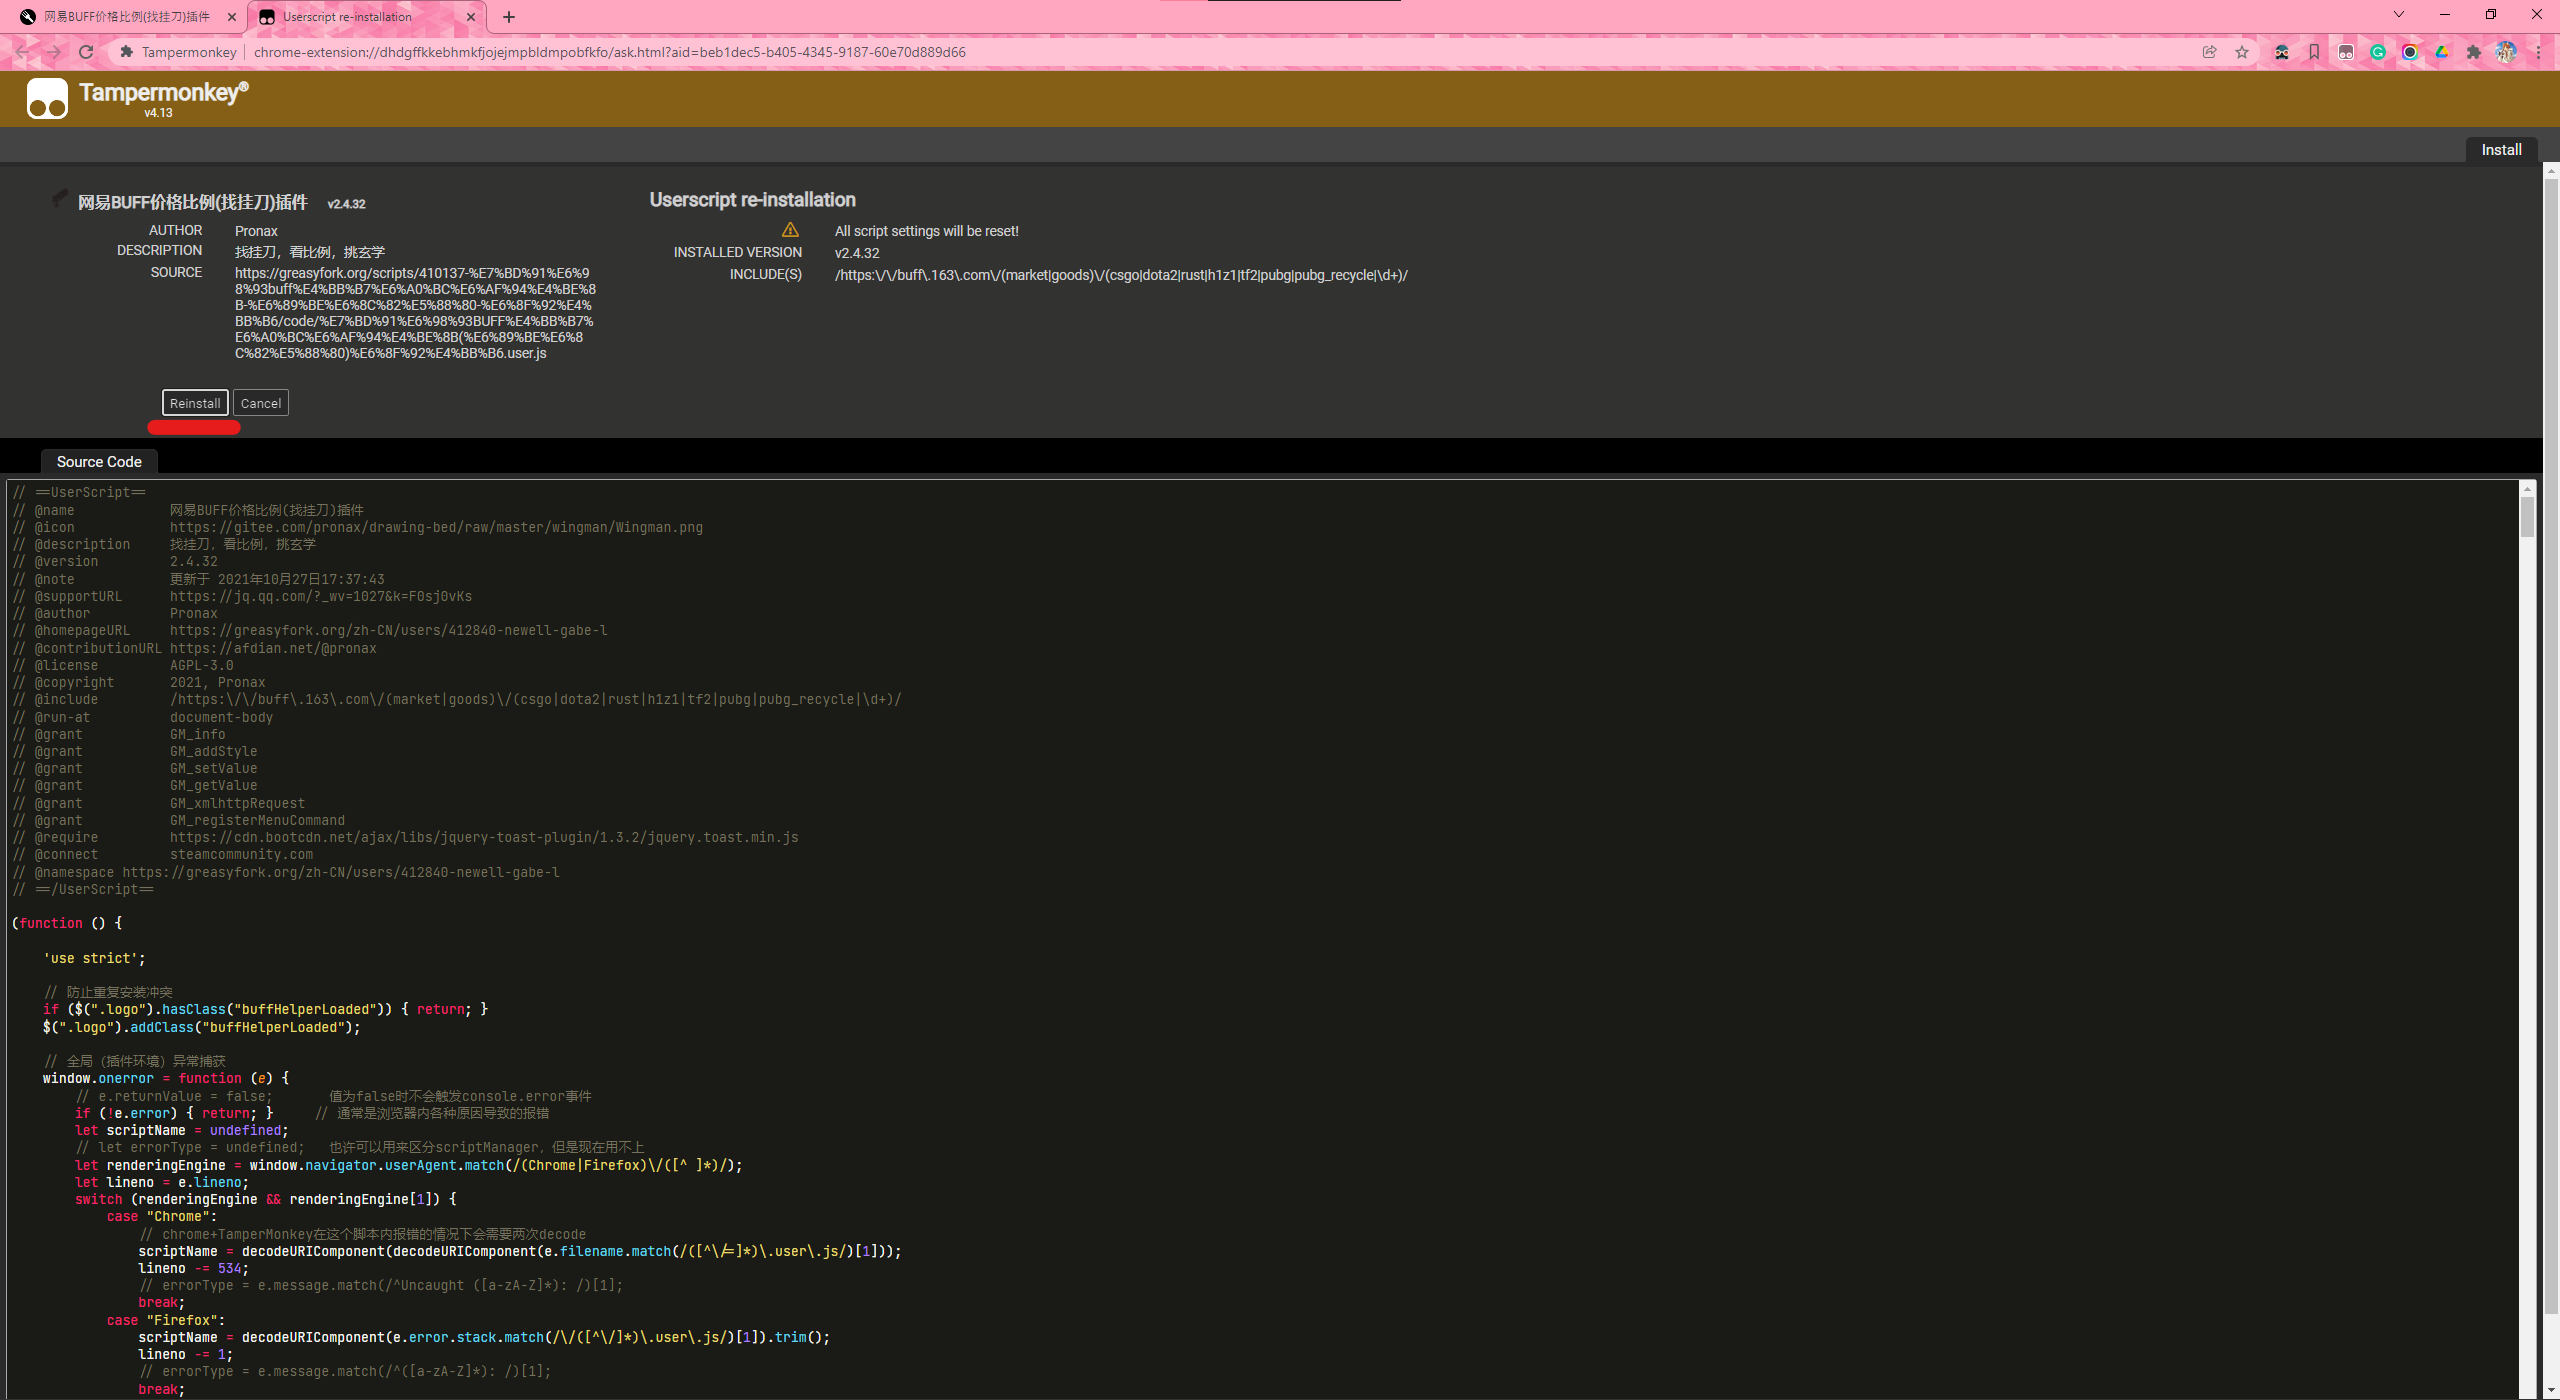 网易BUFF价格比例(找挂刀)插件
Userscript re-installation
Tampermonkey
chrome-extension://dhdgffkkebhmkfjojejmpbldmpobfkfo/ask.html?aid=beb1dec5-b405-4345-9187-60e70d889d66
Tampermonkey®
v4.13
Install
网易BUFF价格比例(找挂刀)插件 v2.4.32
AUTHOR Pronax
DESCRIPTION 找挂刀，看比例，挑玄学
SOURCE https://greasyfork.org/scripts/410137-%E7%BD%91%E6%9
8%93buff%E4%BB%B7%E6%A0%BC%E6%AF%94%E4%BE%8
B-%E6%89%BE%E6%8C%82%E5%88%80-%E6%8F%92%E4%
BB%B6/code/%E7%BD%91%E6%98%93BUFF%E4%BB%B7%
E6%A0%BC%E6%AF%94%E4%BE%8B(%E6%89%BE%E6%8
C%82%E5%88%80)%E6%8F%92%E4%BB%B6.user.js
Userscript re-installation
All script settings will be reset!
INSTALLED VERSION v2.4.32
INCLUDE(S) /https:\/\/buff\.163\.com\/(market|goods)\/(csgo|dota2|rust|h1z1|tf2|pubg|pubg_recycle|\d+)/
Reinstall Cancel
Source Code
// ==UserScript==
// @name 网易BUFF价格比例(找挂刀)插件
// @icon https://gitee.com/pronax/drawing-bed/raw/master/wingman/Wingman.png
// @description 找挂刀，看比例，挑玄学
// @version 2.4.32
// @note 更新于 2021年10月27日17:37:43
// @supportURL https://jq.qq.com/?_wv=1027&k=F0sj0vKs
// @author Pronax
// @homepageURL https://greasyfork.org/zh-CN/users/412840-newell-gabe-l
// @contributionURL https://afdian.net/@pronax
// @license AGPL-3.0
// @copyright 2021, Pronax
// @include /https:\/\/buff\.163\.com\/(market|goods)\/(csgo|dota2|rust|h1z1|tf2|pubg|pubg_recycle|\d+)/
// @run-at document-body
// @grant GM_info
// @grant GM_addStyle
// @grant GM_setValue
// @grant GM_getValue
// @grant GM_xmlhttpRequest
// @grant GM_registerMenuCommand
// @require https://cdn.bootcdn.net/ajax/libs/jquery-toast-plugin/1.3.2/jquery.toast.min.js
// @connect steamcommunity.com
// @namespace https://greasyfork.org/zh-CN/users/412840-newell-gabe-l
// ==/UserScript==
(function () {
'use strict';
// 防止重复安装冲突
if ($(".logo").hasClass("buffHelperLoaded")) { return; }
$(".logo").addClass("buffHelperLoaded");
// 全局（插件环境）异常捕获
window.onerror = function (e) {
// e.returnValue = false; 值为false时不会触发console.error事件
if (!e.error) { return; } // 通常是浏览器内各种原因导致的报错
let scriptName = undefined;
// let errorType = undefined; 也许可以用来区分scriptManager，但是现在用不上
let renderingEngine = window.navigator.userAgent.match(/(Chrome|Firefox)\/([^ ]*)/);
let lineno = e.lineno;
switch (renderingEngine && renderingEngine[1]) {
case "Chrome":
// chrome+TamperMonkey在这个脚本内报错的情况下会需要两次decode
scriptName = decodeURIComponent(decodeURIComponent(e.filename.match(/([^\/=]*)\.user\.js/)[1]));
lineno -= 534;
// errorType = e.message.match(/^Uncaught ([a-zA-Z]*): /)[1];
break;
case "Firefox":
scriptName = decodeURIComponent(e.error.stack.match(/\/([^\/]*)\.user\.js/)[1]).trim();
lineno -= 1;
// errorType = e.message.match(/^([a-zA-Z]*): /)[1];
break;